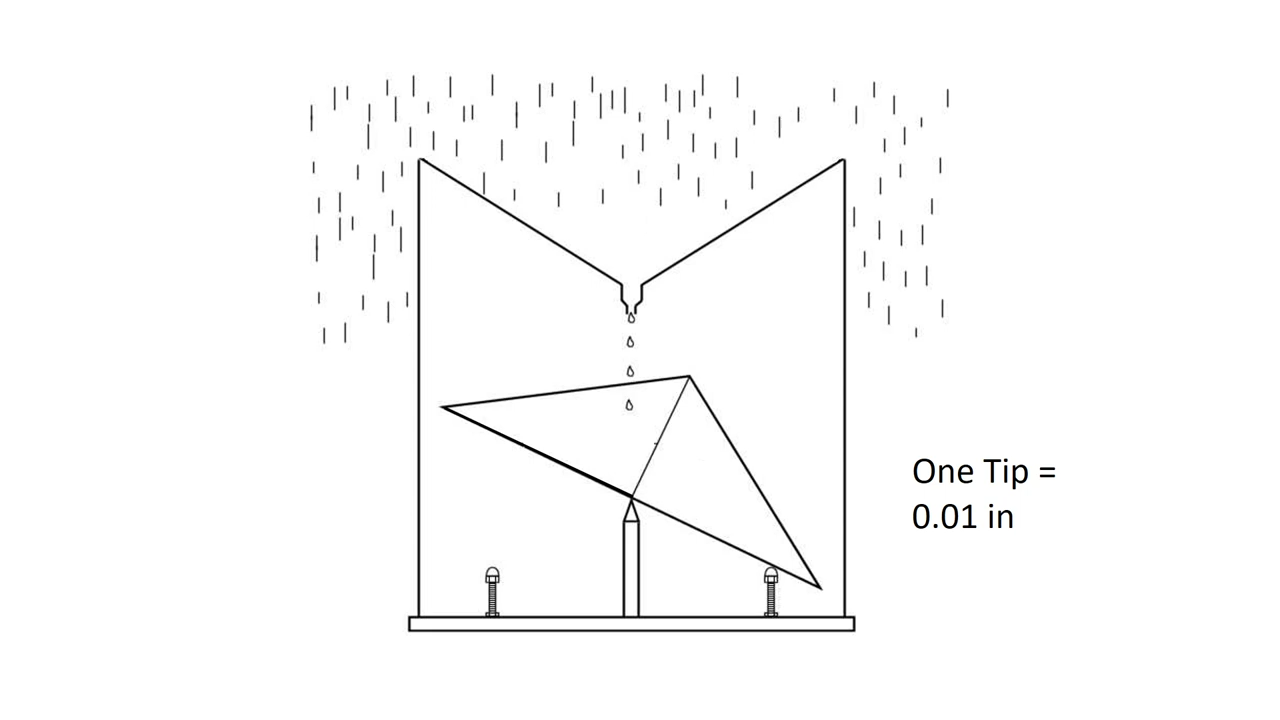 One Tip =
0.01 in